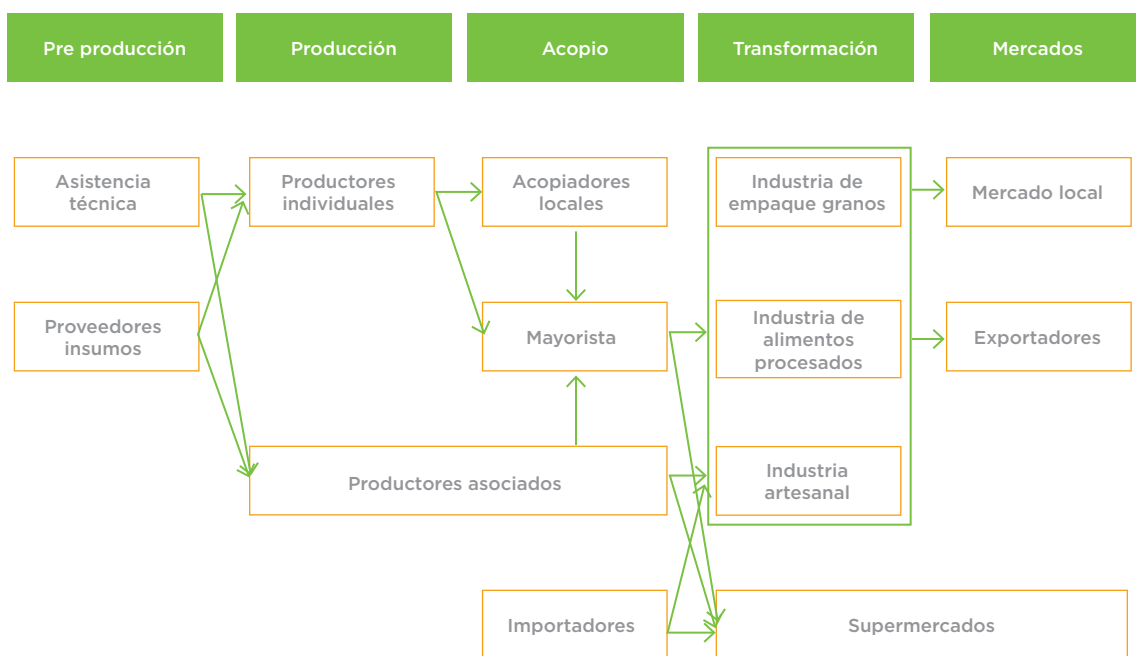 Pre producción
Producción
Acopio
Transformación
Mercados
Asistencia
técnica
Productores
individuales
Acopiadores
locales
Industria de
empaque granos
Mercado local
Proveedores
insumos
Mayorista
Industria de
alimentos
procesados
Exportadores
Productores asociados
Industria
artesanal
Importadores
Supermercados